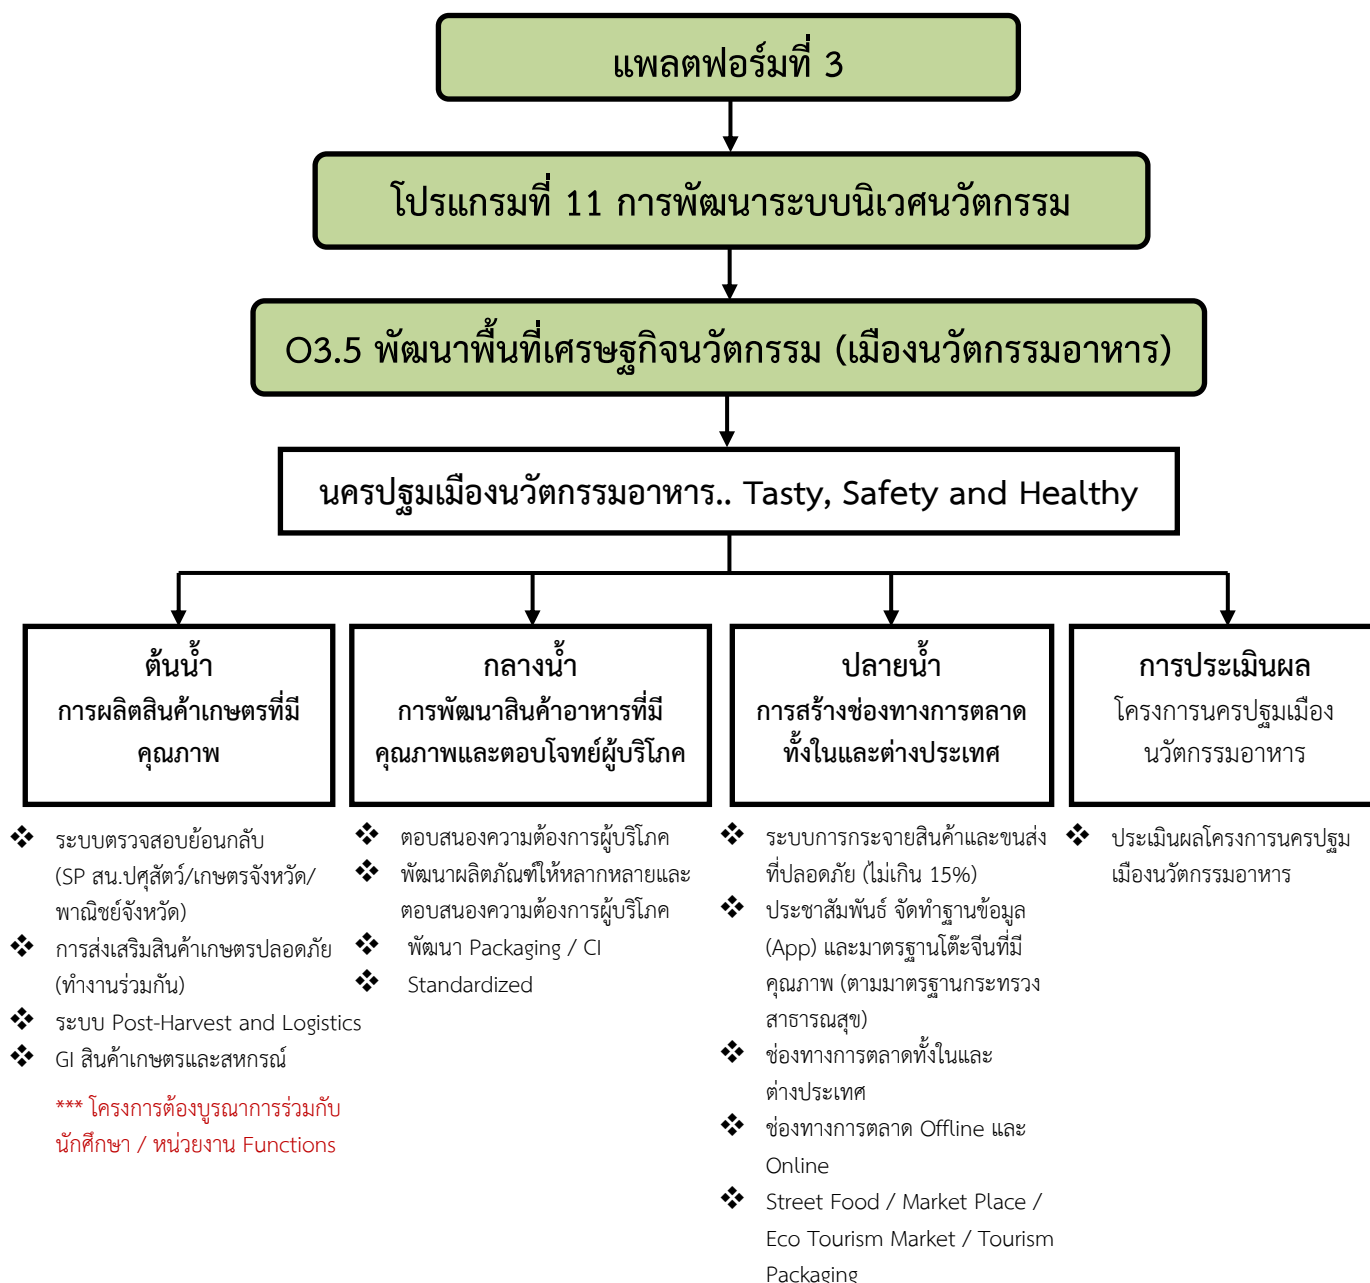 แพลตฟอร์มที่ 3
โปรแกรมที่ 11 การพัฒนาระบบนิเวศนวัตกรรม
O3.5 พัฒนาพื้นที่เศรษฐกิจนวัตกรรม (เมืองนวัตกรรมอาหาร)
นครปฐมเมืองนวัตกรรมอาหาร.. Tasty, Safety and Healthy
ต้นน้ำ
การผลิตสินค้าเกษตรที่มี
คุณภาพ
❖ ระบบตรวจสอบย้อนกลับ
(SP สน.ปศุสัตว์/เกษตรจังหวัด/
พาณิชย์จังหวัด)
❖ การส่งเสริมสินค้าเกษตรปลอดภัย
(ทำงานร่วมกัน)
❖ ระบบ Post-Harvest and Logistics
❖ GI สินค้าเกษตรและสหกรณ์
*** โครงการต้องบูรณาการร่วมกับ
นักศึกษา / หน่วยงาน Functions
กลางน้ำ
การพัฒนาสินค้าอาหารที่มี
คุณภาพและตอบโจทย์ผู้บริโภค
❖ ตอบสนองความต้องการผู้บริโภค
❖ พัฒนาผลิตภัณฑ์ให้หลากหลายและ
ตอบสนองความต้องการผู้บริโภค
❖ พัฒนา Packaging / CI
❖ Standardized
ปลายน้ำ
การสร้างช่องทางการตลาด
ทั้งในและต่างประเทศ
❖ ระบบการกระจายสินค้าและขนส่ง
ที่ปลอดภัย (ไม่เกิน 15%)
❖ ประชาสัมพันธ์ จัดทำฐานข้อมูล
(App) และมาตรฐานโต๊ะจีนที่มี
คุณภาพ (ตามมาตรฐานกระทรวง
สาธารณสุข)
❖ ช่องทางการตลาดทั้งในและ
ต่างประเทศ
❖ ช่องทางการตลาด Offline และ
Online
❖ Street Food / Market Place /
Eco Tourism Market / Tourism
Packaging
การประเมินผล
โครงการนครปฐมเมือง
นวัตกรรมอาหาร
❖ ประเมินผลโครงการนครปฐม
เมืองนวัตกรรมอาหาร